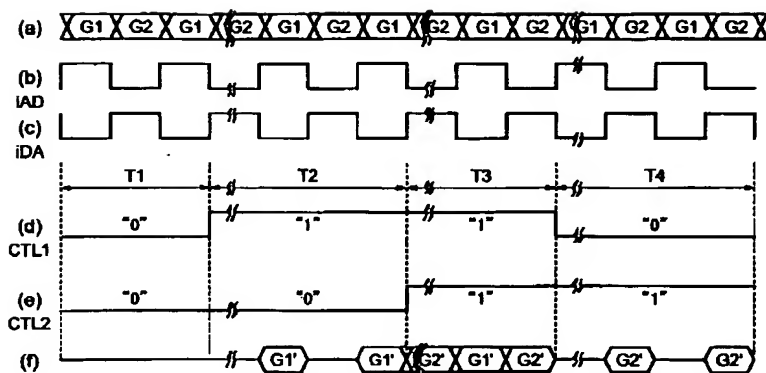 (a) G1 G2 G1 G2 G1 G2 G1 G2 G1 G2 G1 G2 G1 G2
(b)
iAD
(c)
iDA
T1 T2 T3 T4
(d) "0" "1" "1" "0"
CTL1
(e) "0" "0" "1" "1"
CTL2
(f) G1' G1' G2' G1' G2' G2' G2'